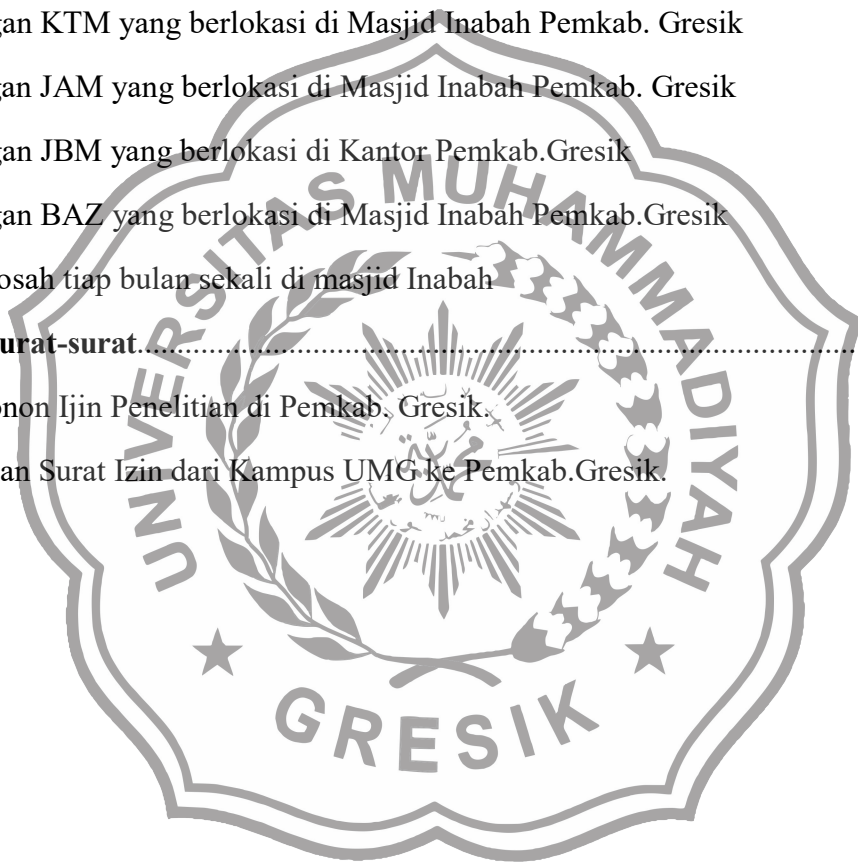 gan KTM yang berlokasi di Masjid Inabah Pemkab. Gresik
gan JAM yang berlokasi di Masjid Inabah Pemkab. Gresik
gan JBM yang berlokasi di Kantor Pemkab.Gresik
gan BAZ yang berlokasi di Masjid Inabah Pemkab.Gresik
osah tiap bulan sekali di masjid Inabah
urat-surat
onon Ijin Penelitian di Pemkab. Gresik.
an Surat Izin dari Kampus UMG ke Pemkab.Gresik.
UNIVERSITAS MUHAMMADIYAH
GRESIK